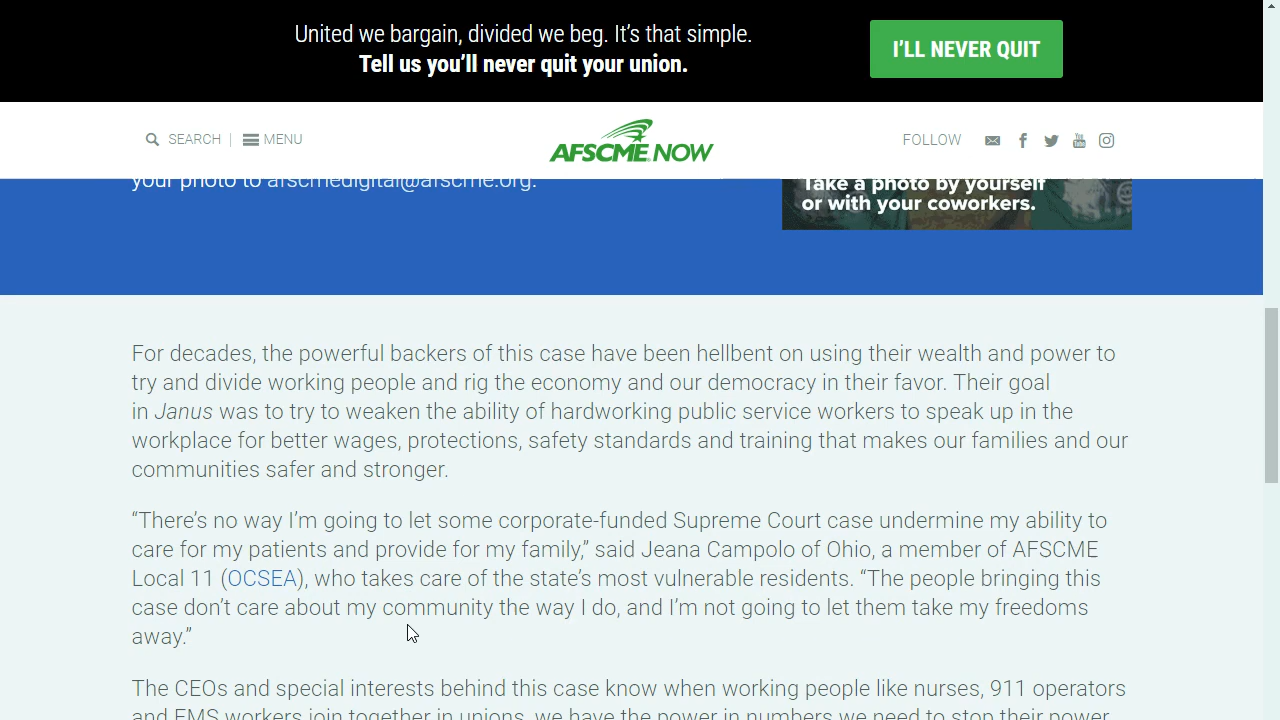 United we bargain, divided we beg. It’s that simple.
Tell us you’ll never quit your union.
I’LL NEVER QUIT
SEARCH | MENU
AFSCME NOW
FOLLOW
your photo to afscmedigital@afscme.org.
Take a photo by yourself
or with your coworkers.
For decades, the powerful backers of this case have been hellbent on using their wealth and power to
try and divide working people and rig the economy and our democracy in their favor. Their goal
in Janus was to try to weaken the ability of hardworking public service workers to speak up in the
workplace for better wages, protections, safety standards and training that makes our families and our
communities safer and stronger.
“There’s no way I’m going to let some corporate-funded Supreme Court case undermine my ability to
care for my patients and provide for my family,” said Jeana Campolo of Ohio, a member of AFSCME
Local 11 (OCSEA), who takes care of the state’s most vulnerable residents. “The people bringing this
case don’t care about my community the way I do, and I’m not going to let them take my freedoms
away.”
The CEOs and special interests behind this case know when working people like nurses, 911 operators
and EMS workers join together in unions, we have the power in numbers we need to stop their power